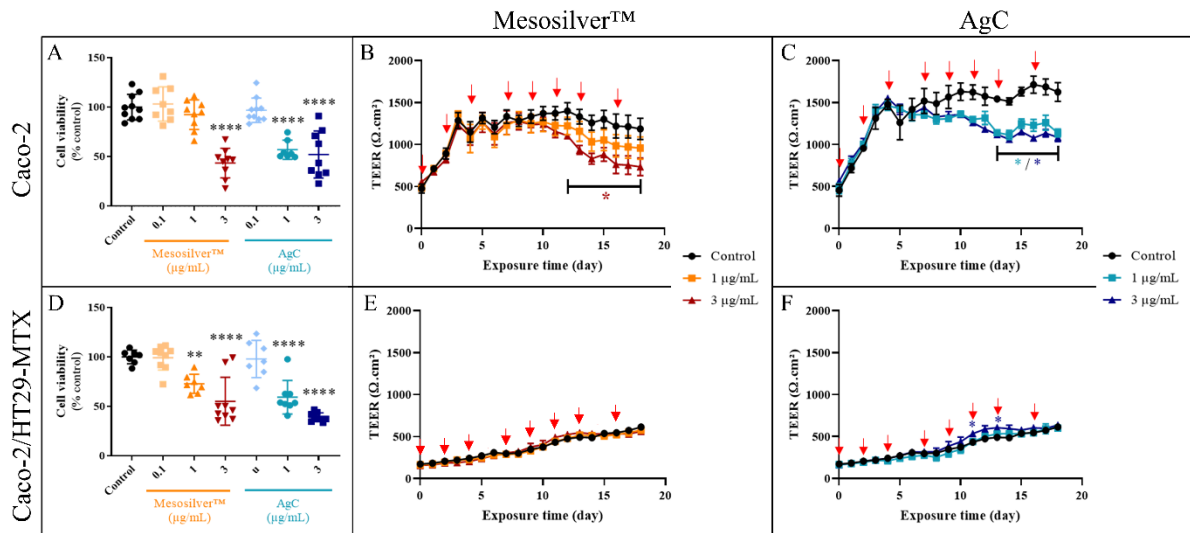 Mesosilver™
AgC
Caco-2
Caco-2/HT29-MTX
A
Cell viability
(% control)
150
100
50
0
****
****
****
Control
0.1
1
3
0.1
1
3
Mesosilver™
(µg/mL)
AgC
(µg/mL)
B
TEER (Ω.cm²)
2000
1500
1000
500
0
*
0
5
10
15
20
Exposure time (day)
C
TEER (Ω.cm²)
2000
1500
1000
500
0
* / *
0
5
10
15
20
Exposure time (day)
Control
1 µg/mL
3 µg/mL
Control
1 µg/mL
3 µg/mL
D
Cell viability
(% control)
150
100
50
0
**
****
****
****
Control
0.1
1
3
1
3
Mesosilver™
(µg/mL)
AgC
(µg/mL)
E
TEER (Ω.cm²)
2000
1500
1000
500
0
0
5
10
15
20
Exposure time (day)
F
TEER (Ω.cm²)
2000
1500
1000
500
0
*
*
0
5
10
15
20
Exposure time (day)